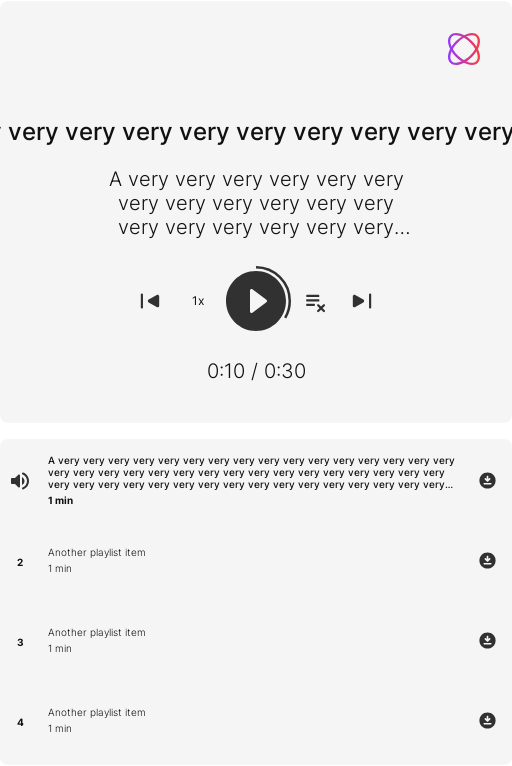 very very very very very very very very very
A very very very very very very
very very very very very very
very very very very very very...
1x
0:10 / 0:30
A very very very very very very very very very very very very very very very very
very very very very very very very very very very very very very very very very
very very very very very very very very very very very very very very very very...
1 min
2
Another playlist item
1 min
3
Another playlist item
1 min
4
Another playlist item
1 min